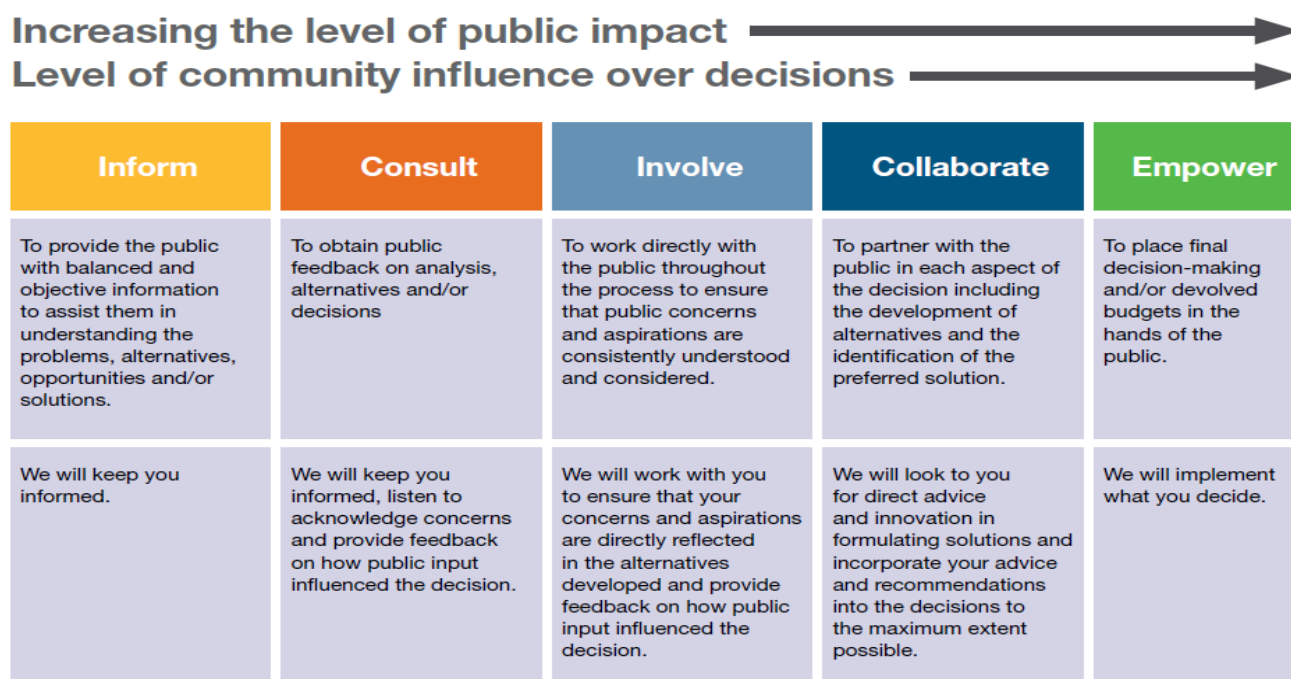 Increasing the level of public impact
Level of community influence over decisions
Inform
Consult
Involve
Collaborate
Empower
To provide the public
with balanced and
objective information
to assist them in
understanding the
problems, alternatives,
opportunities and/or
solutions.
To obtain public
feedback on analysis,
alternatives and/or
decisions
To work directly with
the public throughout
the process to ensure
that public concerns
and aspirations are
consistently understood
and considered.
To partner with the
public in each aspect of
the decision including
the development of
alternatives and the
identification of the
preferred solution.
To place final
decision-making
and/or devolved
budgets in the
hands of the
public.
We will keep you
informed.
We will keep you
informed, listen to
acknowledge concerns
and provide feedback
on how public input
influenced the decision.
We will work with you
to ensure that your
concerns and aspirations
are directly reflected
in the alternatives
developed and provide
feedback on how public
input influenced the
decision.
We will look to you
for direct advice
and innovation in
formulating solutions and
incorporate your advice
and recommendations
into the decisions to
the maximum extent
possible.
We will implement
what you decide.